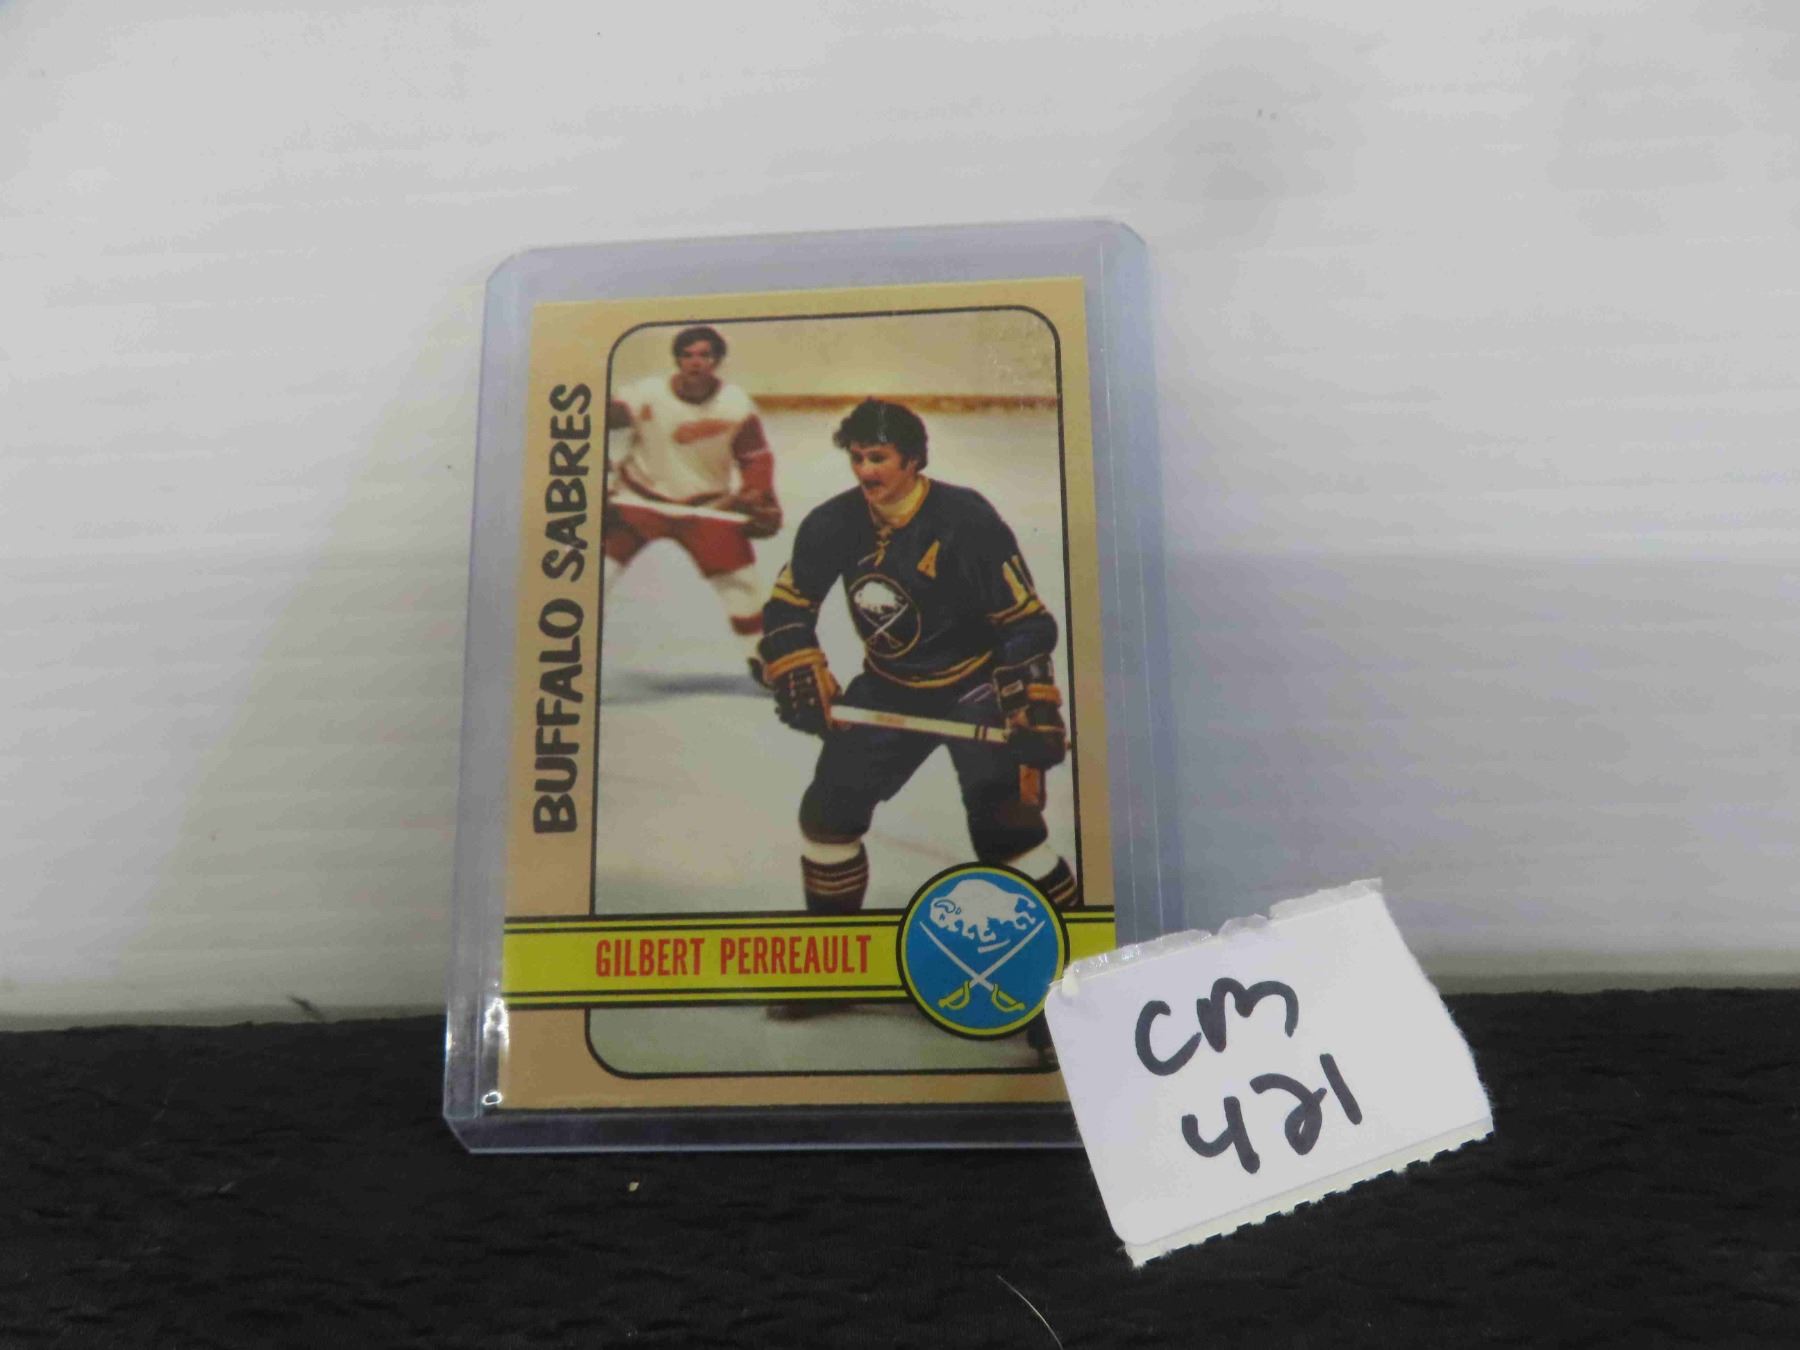 BUFFALO SABRES
A
GILBERT PERREAULT
CM
421